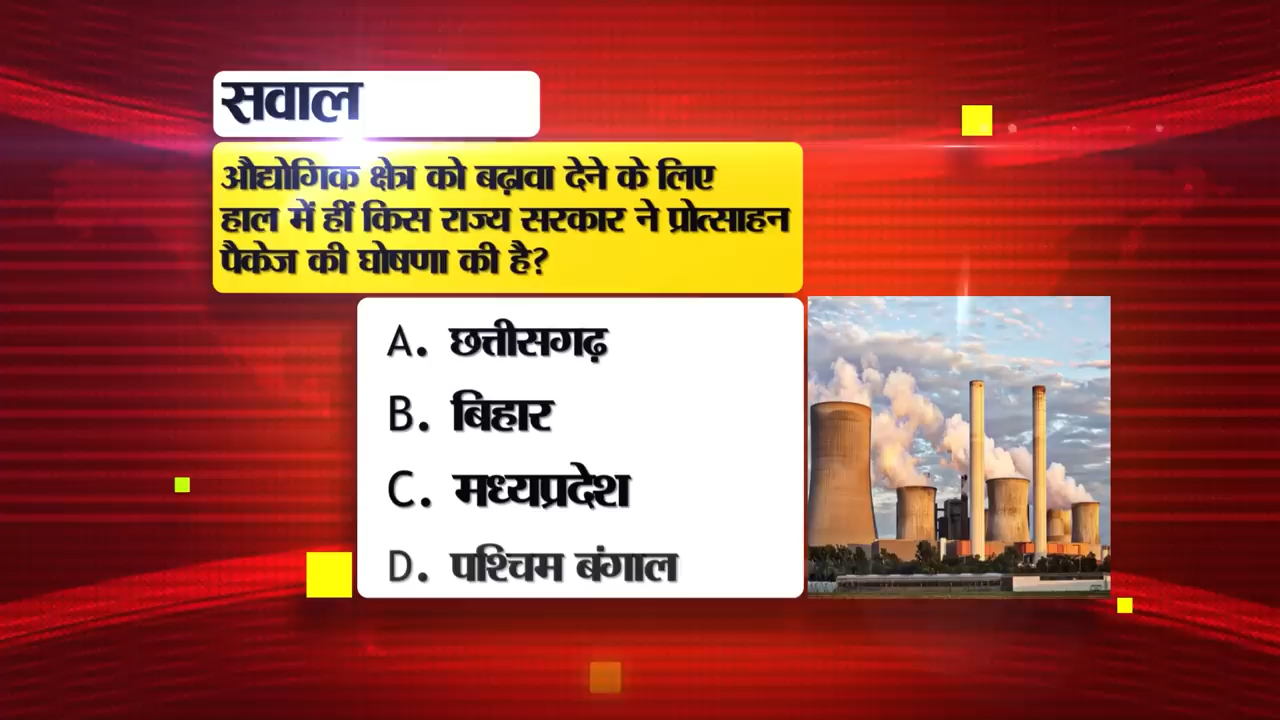 सवाल
औद्योगिक क्षेत्र को बढ़ावा देने के लिए
हाल में हीं किस राज्य सरकार ने प्रोत्साहन
पैकेज की घोषणा की है?
A. छत्तीसगढ़
B. बिहार
C. मध्यप्रदेश
D. पश्चिम बंगाल